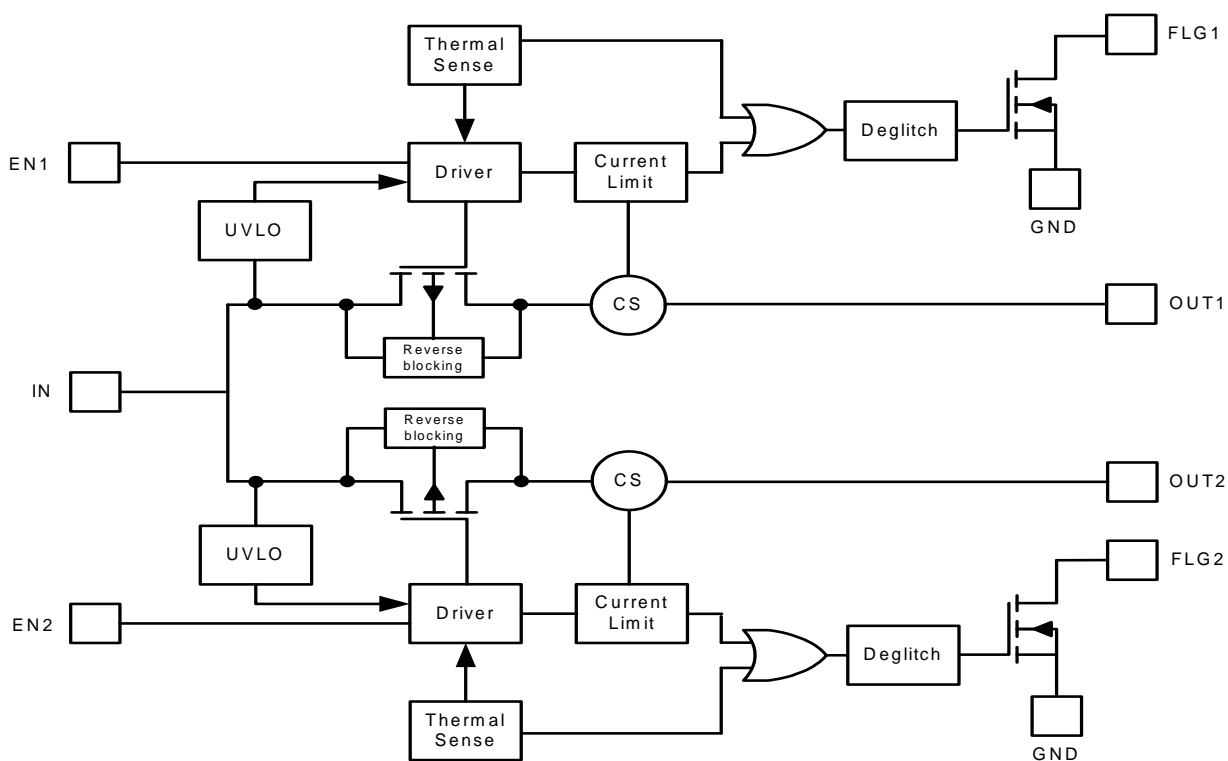 Thermal
Sense
FLG1
Deglitch
EN1
Driver
Current
Limit
UVLO
GND
CS
OUT1
Reverse
blocking
IN
Reverse
blocking
CS
OUT2
UVLO
FLG2
Driver
Current
Limit
EN2
Deglitch
Thermal
Sense
GND